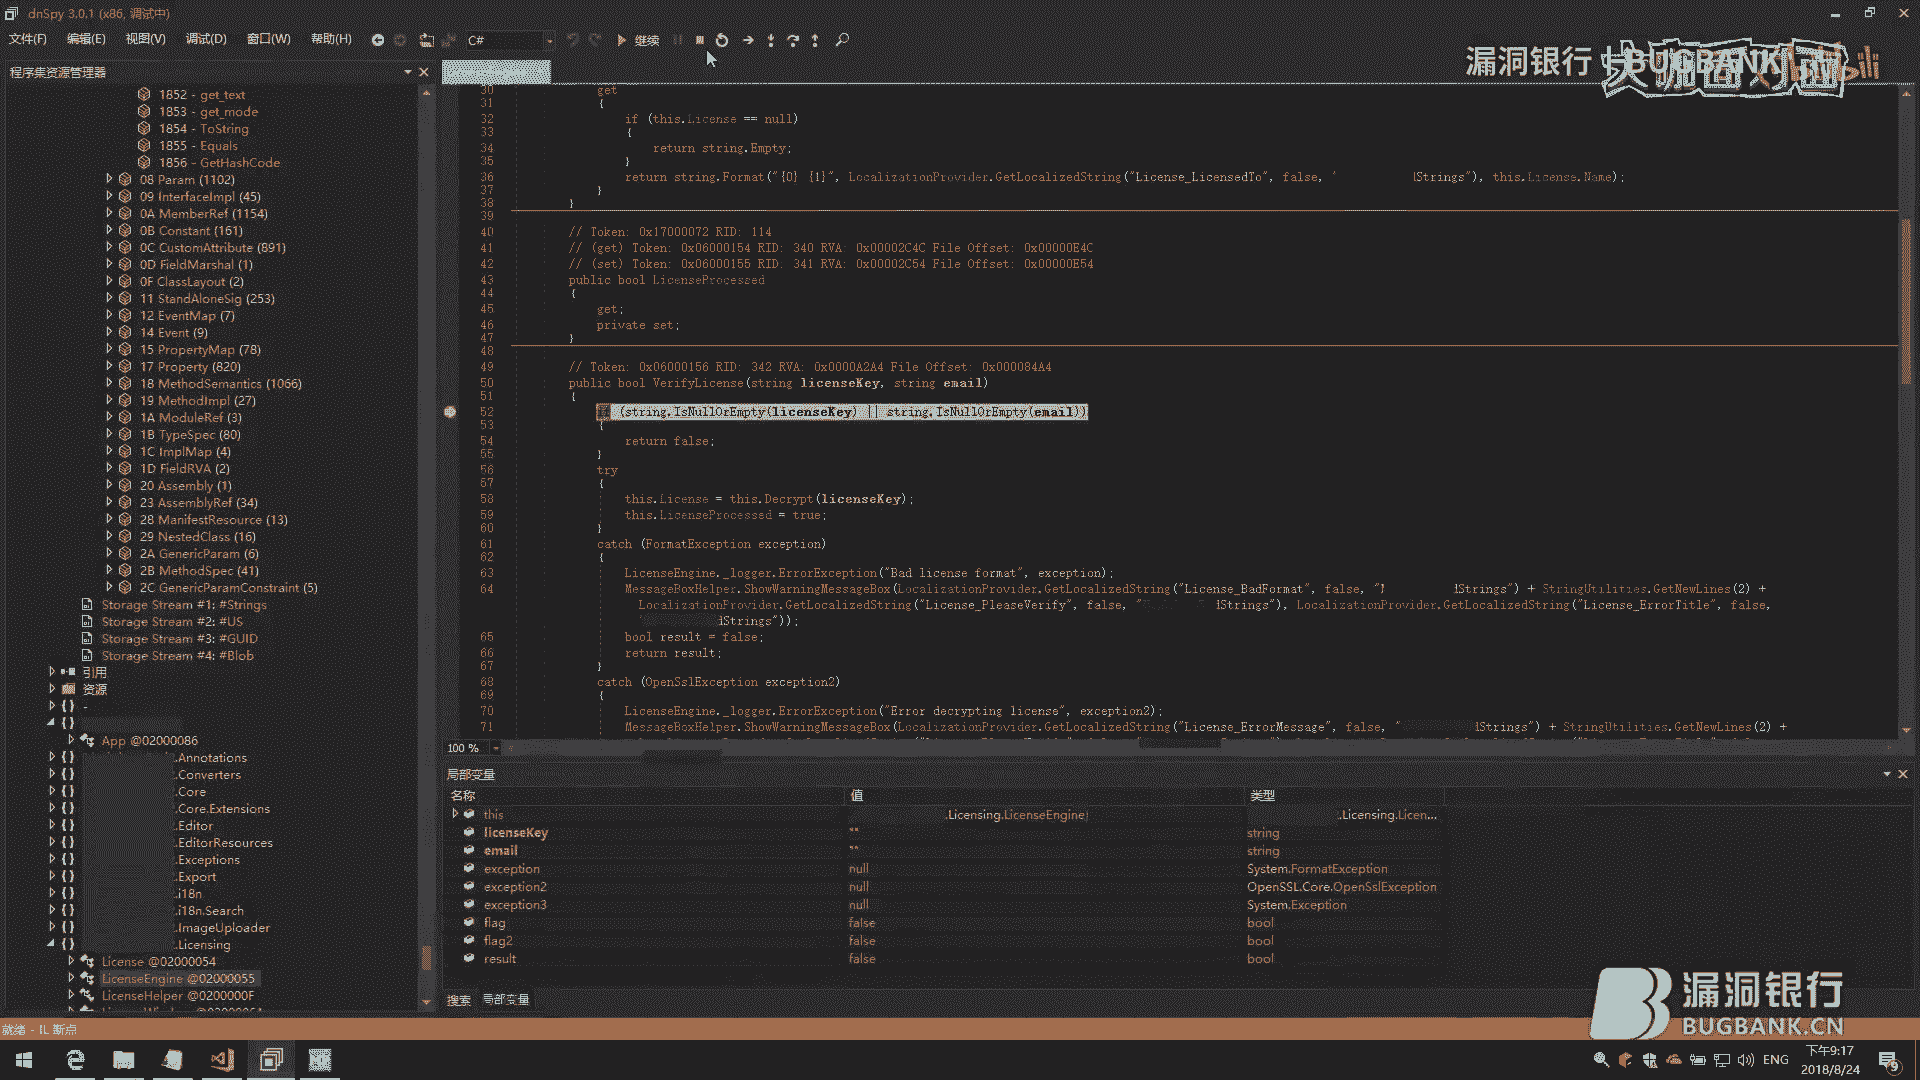 dnSpy 3.0.1 (x86, 调试中)
文件(F) 编辑(E) 视图(V) 调试(D) 窗口(W) 帮助(H) C# 继续
漏洞银行 BUGBANK
大咖面对面
程序集资源管理器
1852 - get_text
1853 - get_mode
1854 - ToString
1855 - Equals
1856 - GetHashCode
08 Param (1102)
09 InterfaceImpl (45)
0A MemberRef (1154)
0B Constant (161)
0C CustomAttribute (891)
0D FieldMarshal (1)
0F ClassLayout (2)
11 StandAloneSig (253)
12 EventMap (7)
14 Event (9)
15 PropertyMap (78)
17 Property (820)
18 MethodSemantics (1066)
19 MethodImpl (27)
1A ModuleRef (3)
1B TypeSpec (80)
1C ImplMap (4)
1D FieldRVA (2)
20 Assembly (1)
23 AssemblyRef (34)
28 ManifestResource (13)
29 NestedClass (16)
2A GenericParam (6)
2B MethodSpec (41)
2C GenericParamConstraint (5)
Storage Stream #1: #Strings
Storage Stream #2: #US
Storage Stream #3: #GUID
Storage Stream #4: #Blob
引用
资源
{ } -
{ }
App @02000086
{ } .Annotations
{ } .Converters
{ } .Core
{ } .Core.Extensions
{ } .Editor
{ } .EditorResources
{ } .Exceptions
{ } .Export
{ } .i18n
{ } .i18n.Search
{ } .ImageUploader
{ } .Licensing
License @02000054
LicenseEngine @02000055
LicenseHelper @0200000F
30 get
31 {
32 if (this.License == null)
33 {
34 return string.Empty;
35 }
36 return string.Format("{0} {1}", LocalizationProvider.GetLocalizedString("License_LicensedTo", false, " dStrings"), this.License.Name);
37 }
38 }
39
40 // Token: 0x17000072 RID: 114
41 // (get) Token: 0x06000154 RID: 340 RVA: 0x00002C4C File Offset: 0x00000E4C
42 // (set) Token: 0x06000155 RID: 341 RVA: 0x00002C54 File Offset: 0x00000E54
43 public bool LicenseProcessed
44 {
45 get;
46 private set;
47 }
48
49 // Token: 0x06000156 RID: 342 RVA: 0x0000A2A4 File Offset: 0x000084A4
50 public bool VerifyLicense(string licenseKey, string email)
51 {
52 if (string.IsNullOrEmpty(licenseKey) || string.IsNullOrEmpty(email))
53 {
54 return false;
55 }
56 try
57 {
58 this.License = this.Decrypt(licenseKey);
59 this.LicenseProcessed = true;
60 }
61 catch (FormatException exception)
62 {
63 LicenseEngine._logger.ErrorException("Bad license format", exception);
64 MessageBoxHelper.ShowWarningMessageBox(LocalizationProvider.GetLocalizedString("License_BadFormat", false, " dStrings") + StringUtilities.GetNewLines(2) +
LocalizationProvider.GetLocalizedString("License_PleaseVerify", false, " dStrings"), LocalizationProvider.GetLocalizedString("License_ErrorTitle", false,
" dStrings"));
65 bool result = false;
66 return result;
67 }
68 catch (OpenSslException exception2)
69 {
70 LicenseEngine._logger.ErrorException("Error decrypting license", exception2);
71 MessageBoxHelper.ShowWarningMessageBox(LocalizationProvider.GetLocalizedString("License_ErrorMessage", false, " dStrings") + StringUtilities.GetNewLines(2) +
100 %
局部变量
名称 值 类型
this .Licensing.LicenseEngine} .Licensing.Licen...
licenseKey "" string
email "" string
exception null System.FormatException
exception2 null OpenSSL.Core.OpenSslException
exception3 null System.Exception
flag false bool
flag2 false bool
result false bool
搜索 局部变量
就绪 - IL 断点
漏洞银行
BUGBANK.CN
ENG
下午9:17
2018/8/24
9